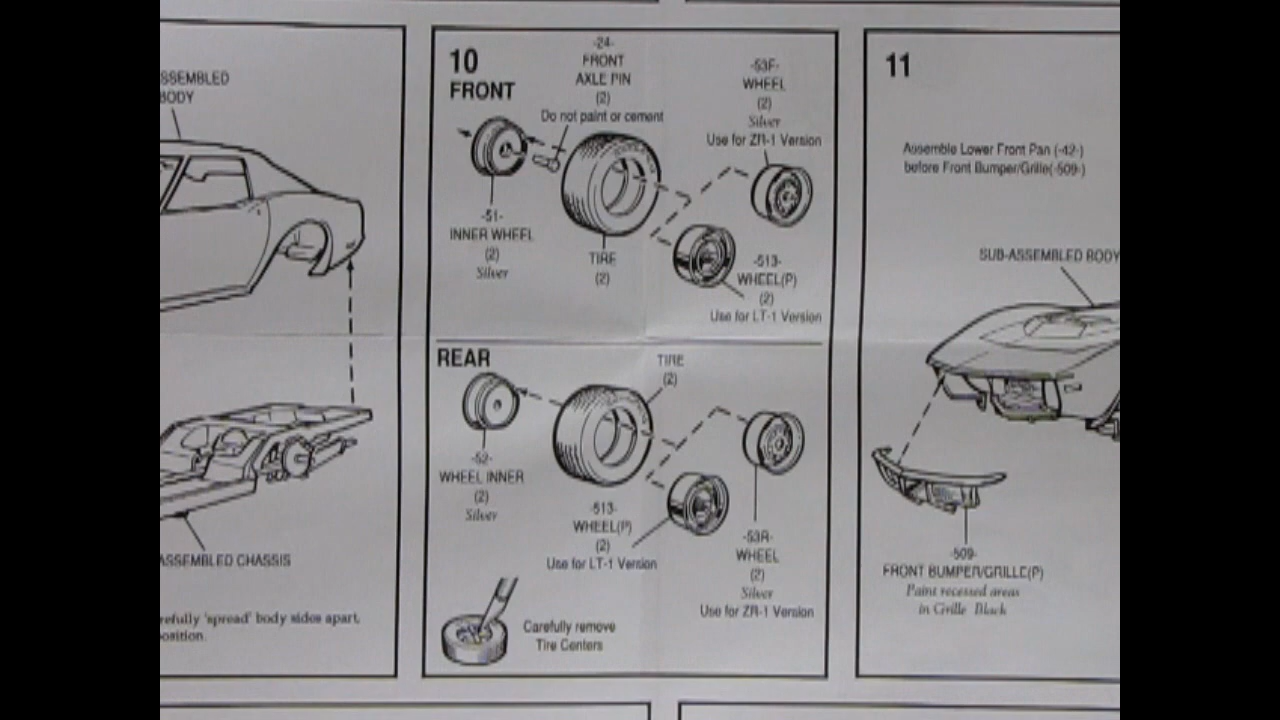 SSEMBLED
BODY
ASSEMBLED CHASSIS
refully 'spread' body sides apart,
osition.
10
FRONT
-24-
FRONT
AXLE PIN
(2)
Do not paint or cement
-53F-
WHEEL
(2)
Silver
Use for ZR-1 Version
-51-
INNER WHEEL
(2)
Silver
TIRE
(2)
-513-
WHEEL(P)
(2)
Use for LT-1 Version
REAR
TIRE
(2)
-52-
WHEEL INNER
(2)
Silver
-513-
WHEEL(P)
(2)
Use for LT-1 Version
-53R-
WHEEL
(2)
Silver
Use for ZR-1 Version
Carefully remove
Tire Centers
11
Assemble Lower Front Pan (-42-)
before Front Bumper/Grille(-509-)
SUB-ASSEMBLED BODY
-509-
FRONT BUMPER/GRILLE(P)
Paint recessed areas
in Grille Black